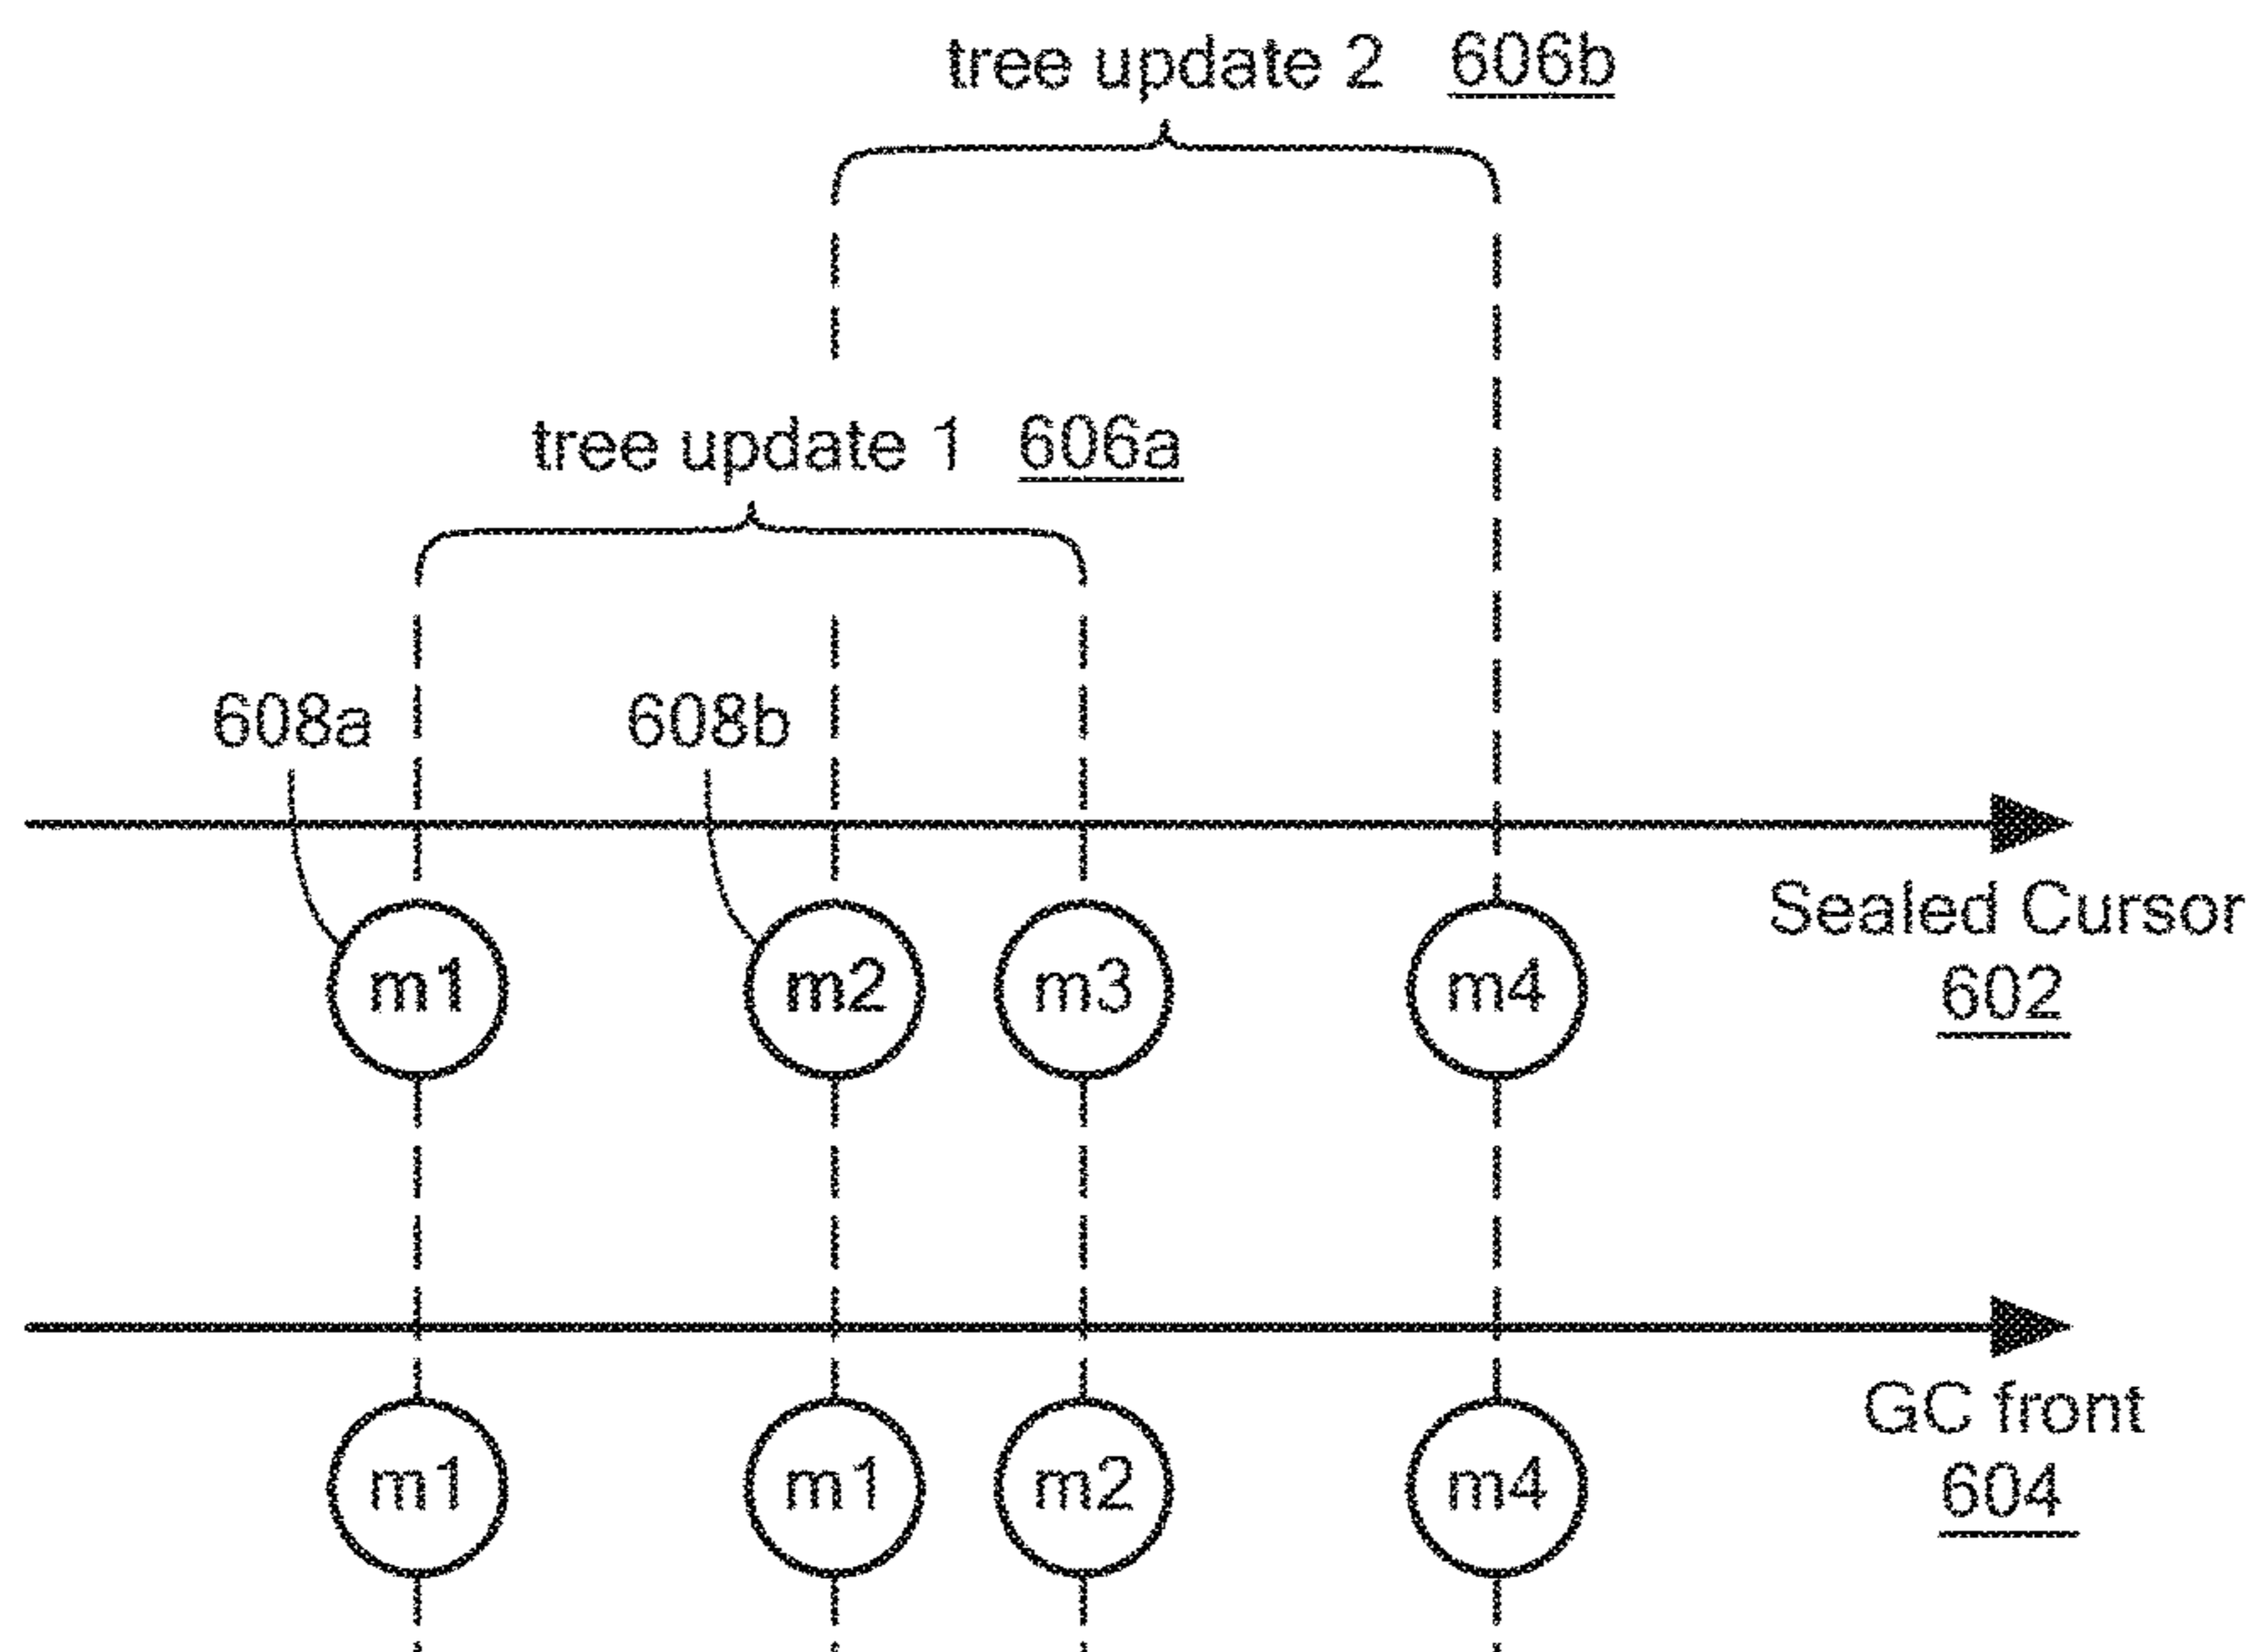 tree update 2 606b
tree update 1 606a
608a 608b
m1 m2 m3 m4
Sealed Cursor
602
m1 m1 m2 m4
GC front
604